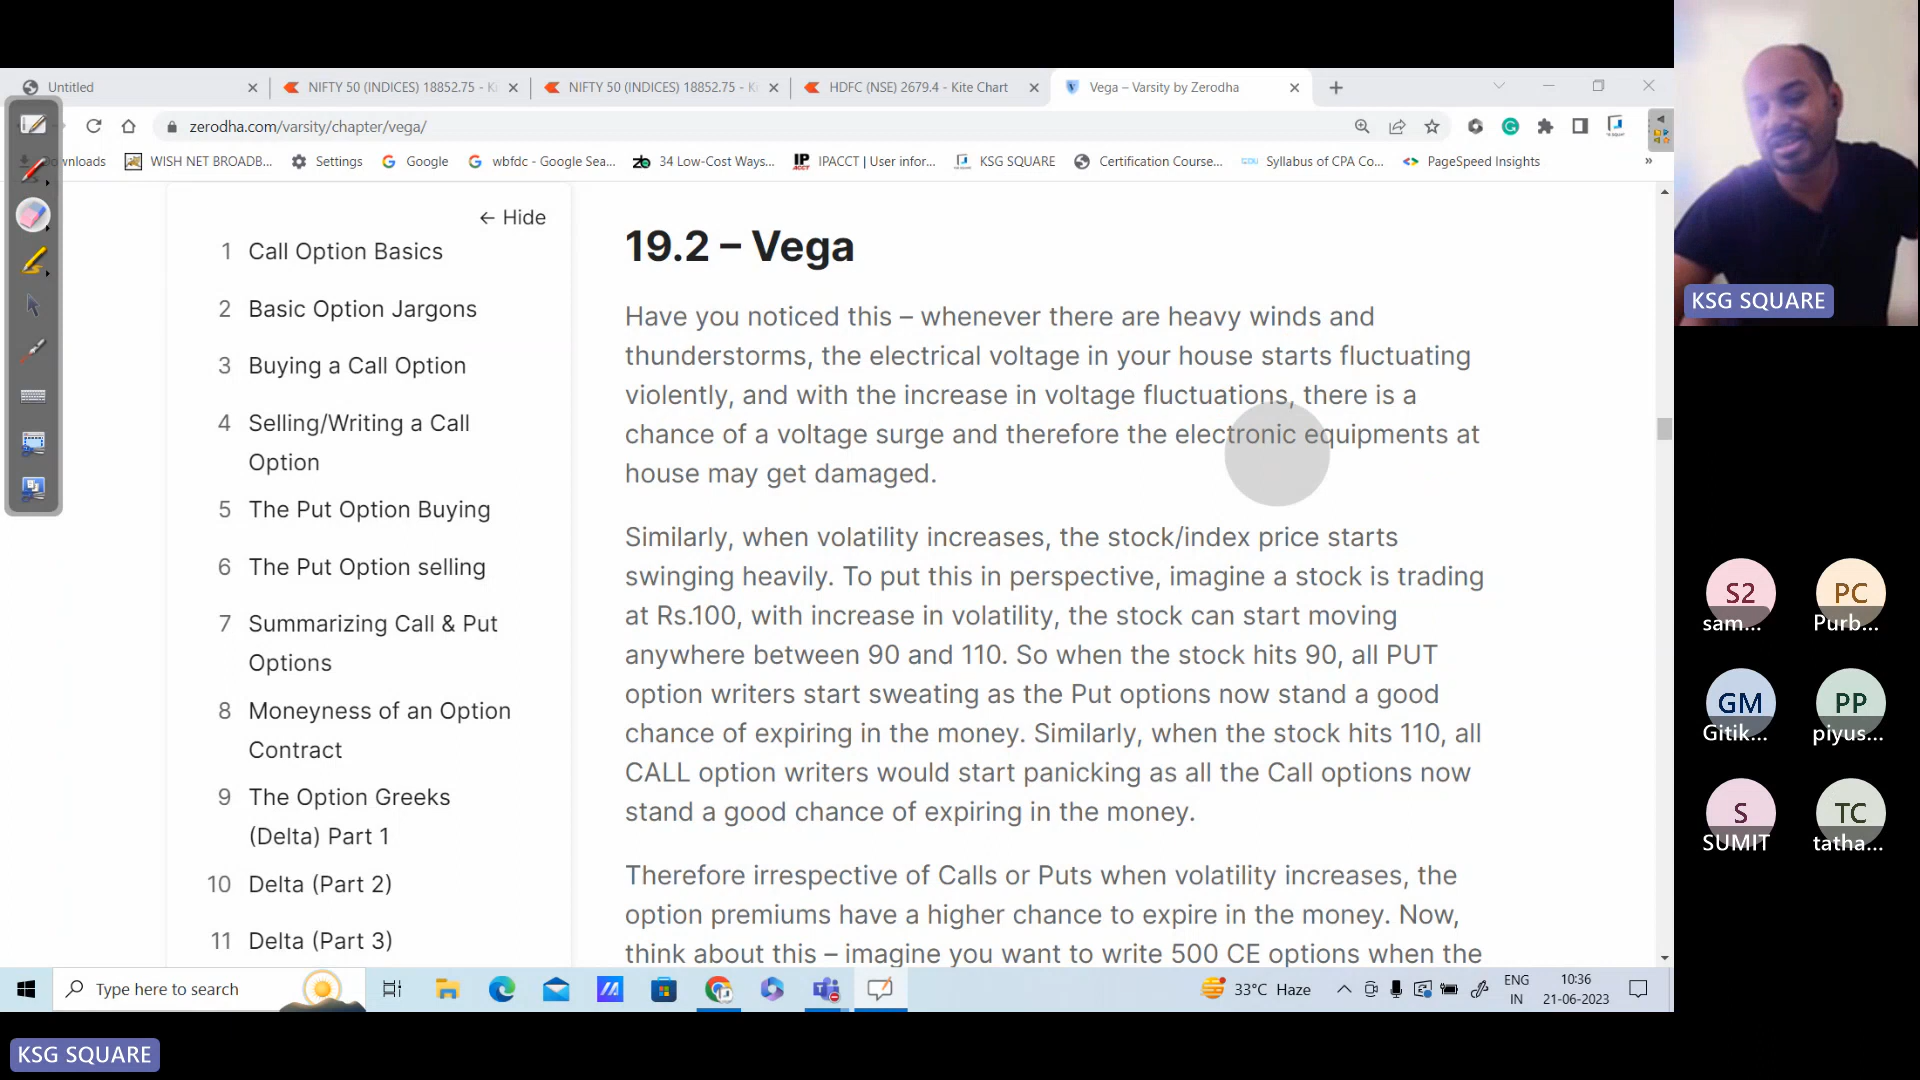 Untitled
NIFTY 50 (INDICES) 18852.75 - Ki
NIFTY 50 (INDICES) 18852.75 - Ki
HDFC (NSE) 2679.4 - Kite Chart
Vega – Varsity by Zerodha
zerodha.com/varsity/chapter/vega/
wnloads
WISH NET BROADB...
Settings
Google
wbfdc - Google Sea...
34 Low-Cost Ways...
IPACCT | User infor...
KSG SQUARE
Certification Course...
Syllabus of CPA Co...
PageSpeed Insights
»
← Hide
1 Call Option Basics
2 Basic Option Jargons
3 Buying a Call Option
4 Selling/Writing a Call
Option
5 The Put Option Buying
6 The Put Option selling
7 Summarizing Call & Put
Options
8 Moneyness of an Option
Contract
9 The Option Greeks
(Delta) Part 1
10 Delta (Part 2)
11 Delta (Part 3)
19.2 – Vega
Have you noticed this – whenever there are heavy winds and
thunderstorms, the electrical voltage in your house starts fluctuating
violently, and with the increase in voltage fluctuations, there is a
chance of a voltage surge and therefore the electronic equipments at
house may get damaged.
Similarly, when volatility increases, the stock/index price starts
swinging heavily. To put this in perspective, imagine a stock is trading
at Rs.100, with increase in volatility, the stock can start moving
anywhere between 90 and 110. So when the stock hits 90, all PUT
option writers start sweating as the Put options now stand a good
chance of expiring in the money. Similarly, when the stock hits 110, all
CALL option writers would start panicking as all the Call options now
stand a good chance of expiring in the money.
Therefore irrespective of Calls or Puts when volatility increases, the
option premiums have a higher chance to expire in the money. Now,
think about this – imagine you want to write 500 CE options when the
KSG SQUARE
S2
sam...
PC
Purb...
GM
Gitik...
PP
piyus...
S
SUMIT
TC
tatha...
Type here to search
33°C Haze
ENG
IN
10:36
21-06-2023
KSG SQUARE